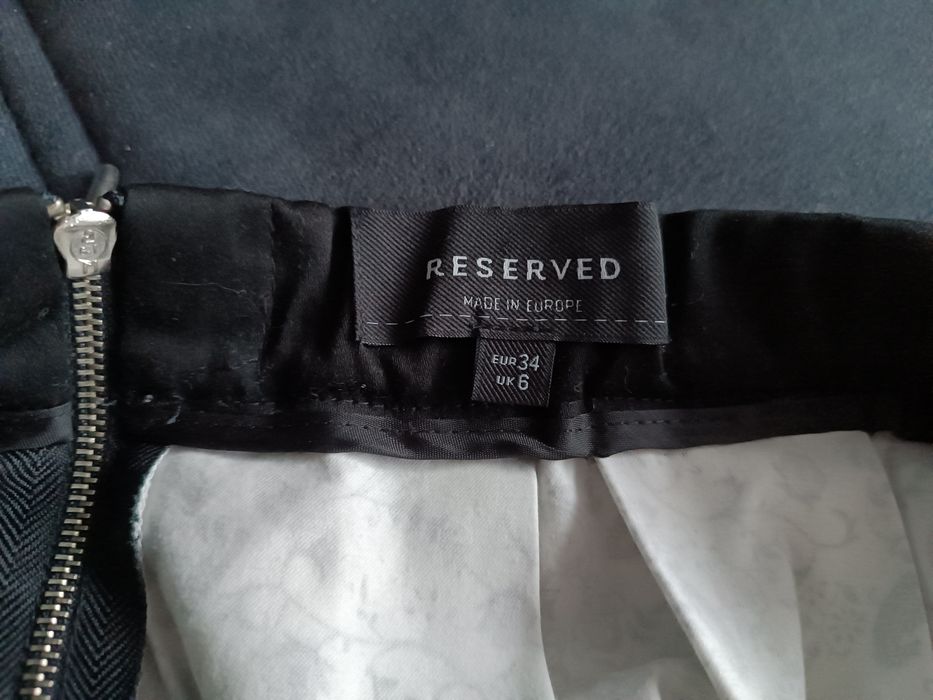 RESERVED
MADE IN EUROPE
EUR 34
UK 6